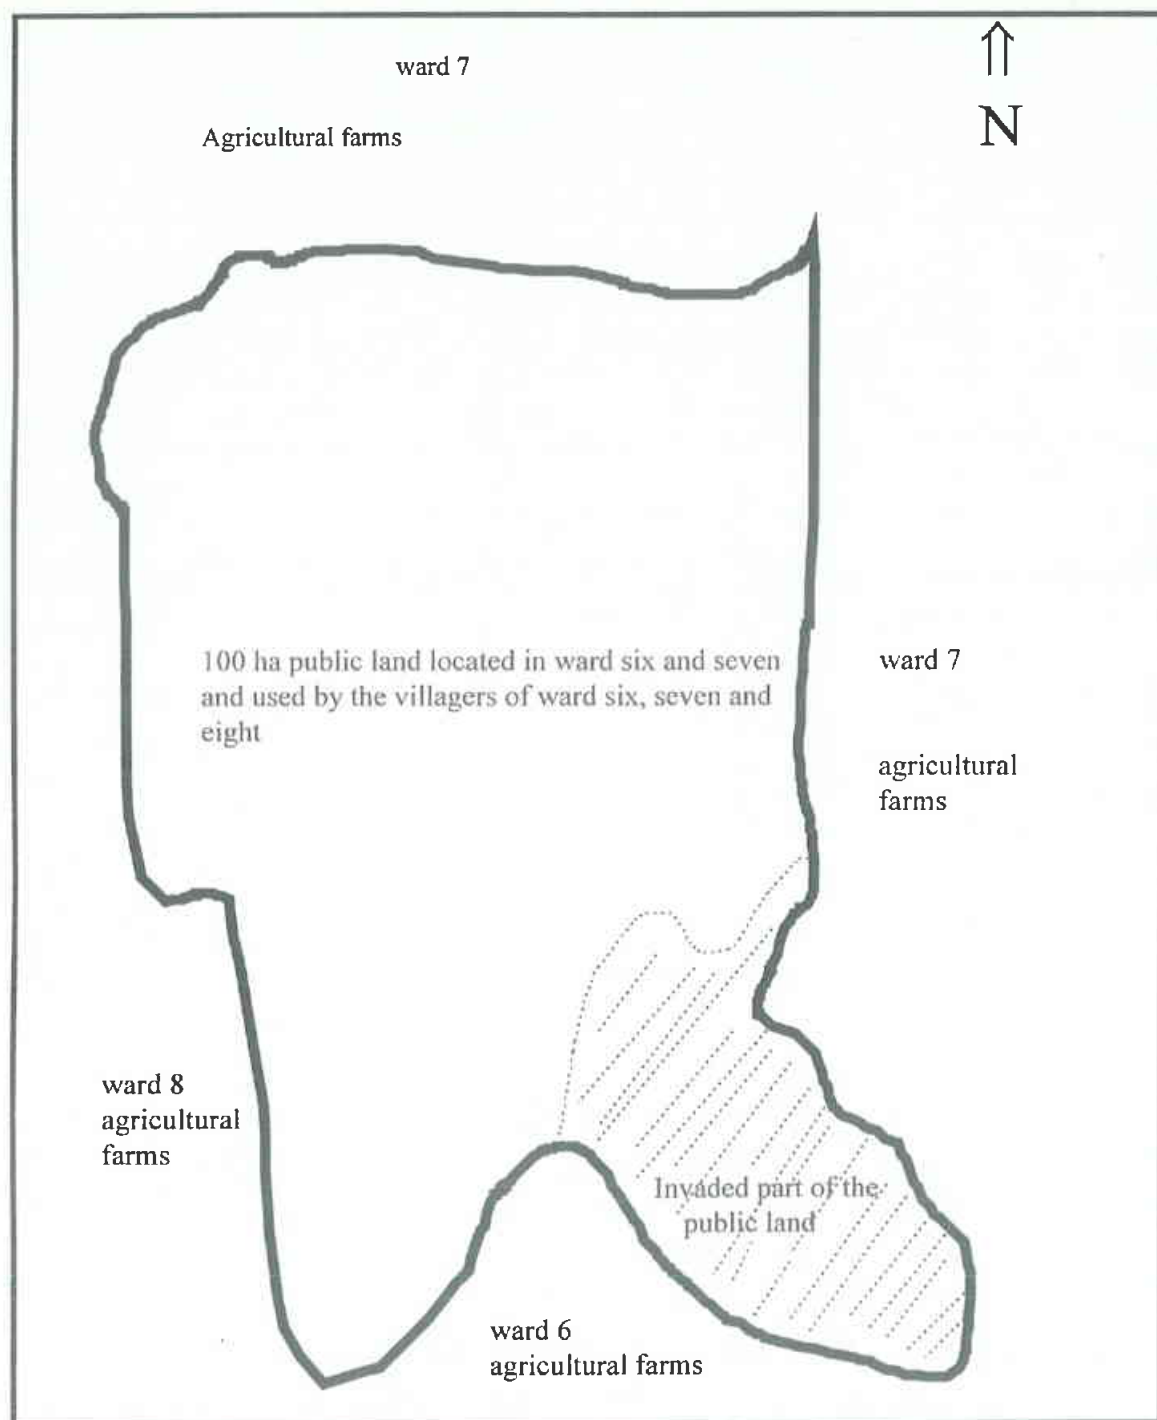 ward 7
N
Agricultural farms
100 ha public land located in ward six and seven
and used by the villagers of ward six, seven and
eight
ward 7
agricultural
farms
ward 8
agricultural
farms
Invaded part of the
public land
ward 6
agricultural farms